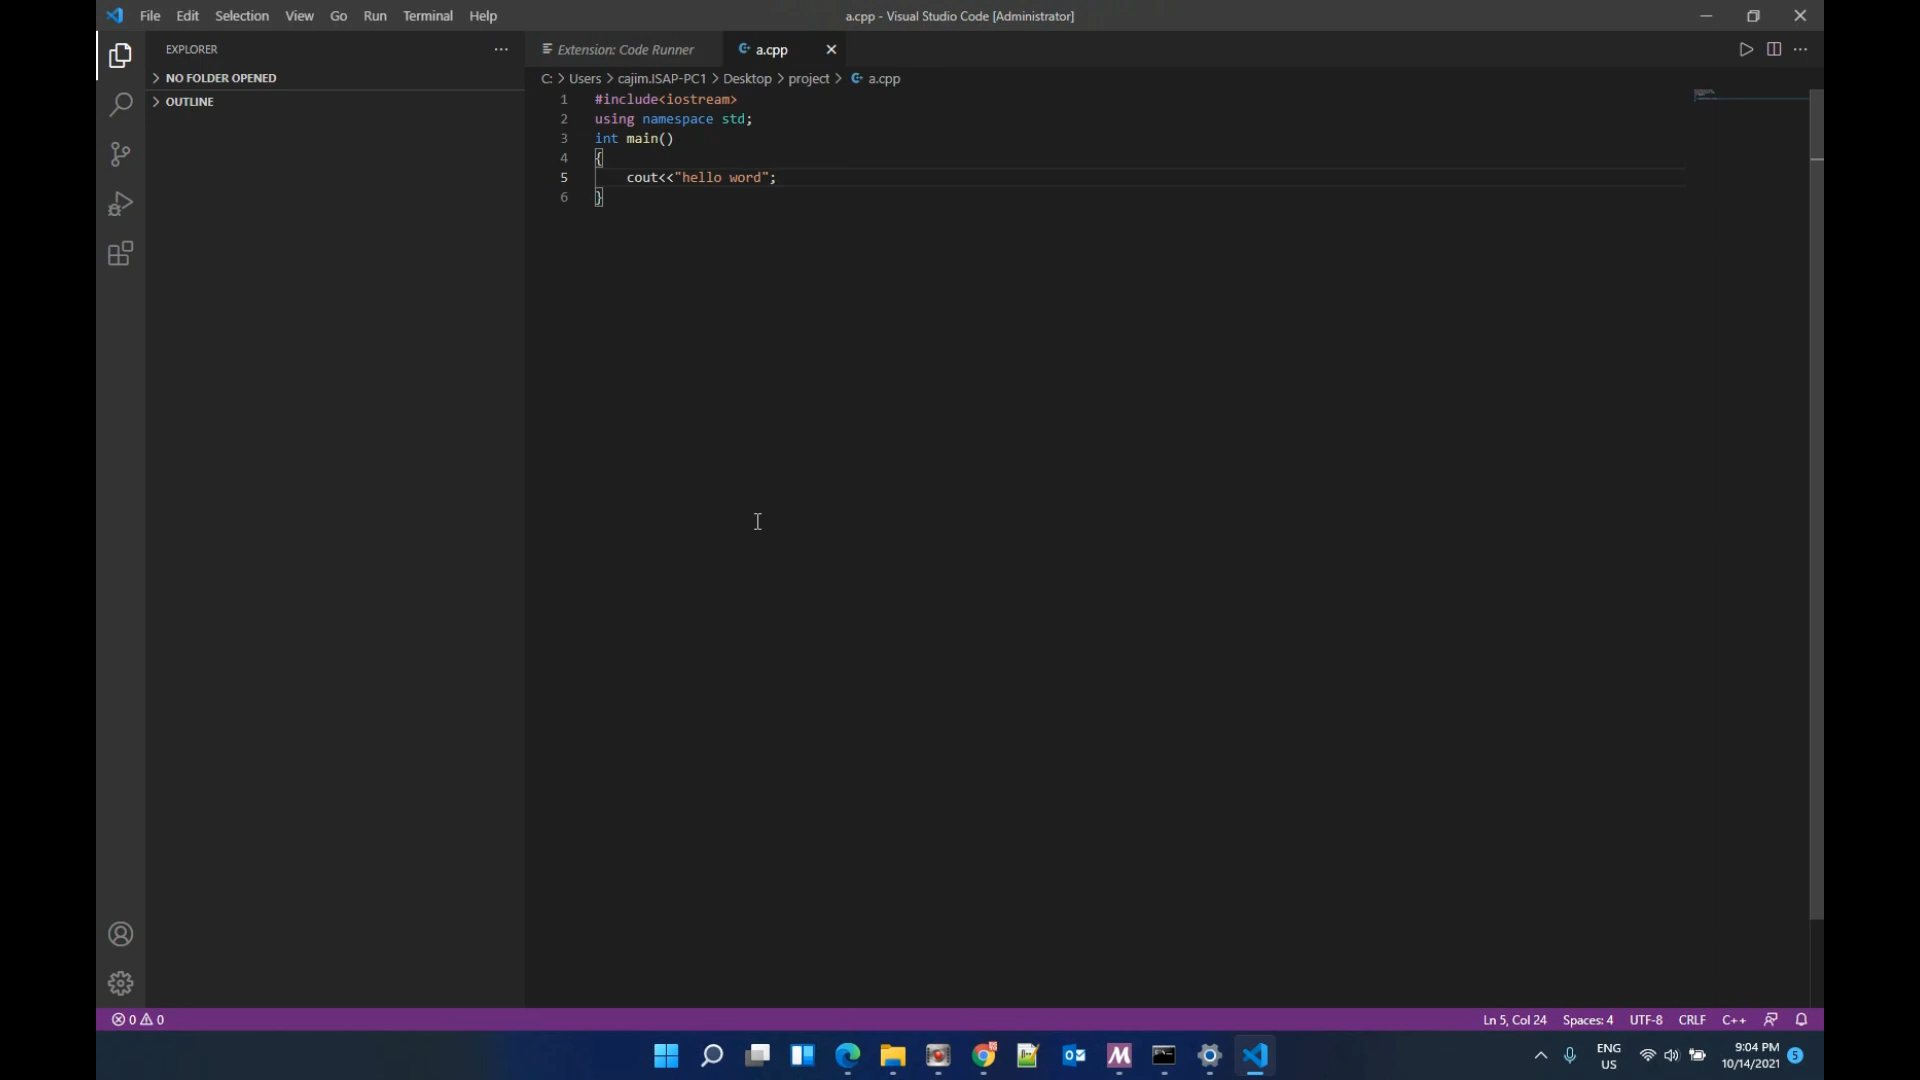 File Edit Selection View Go Run Terminal Help
a.cpp - Visual Studio Code [Administrator]
EXPLORER
NO FOLDER OPENED
OUTLINE
Extension: Code Runner
a.cpp
C: > Users > cajim.ISAP-PC1 > Desktop > project > a.cpp
1 #include<iostream>
2 using namespace std;
3 int main()
4 {
5 cout<<"hello word";
6 }
0 0
Ln 5, Col 24 Spaces: 4 UTF-8 CRLF C++
ENG
US
9:04 PM
10/14/2021
5